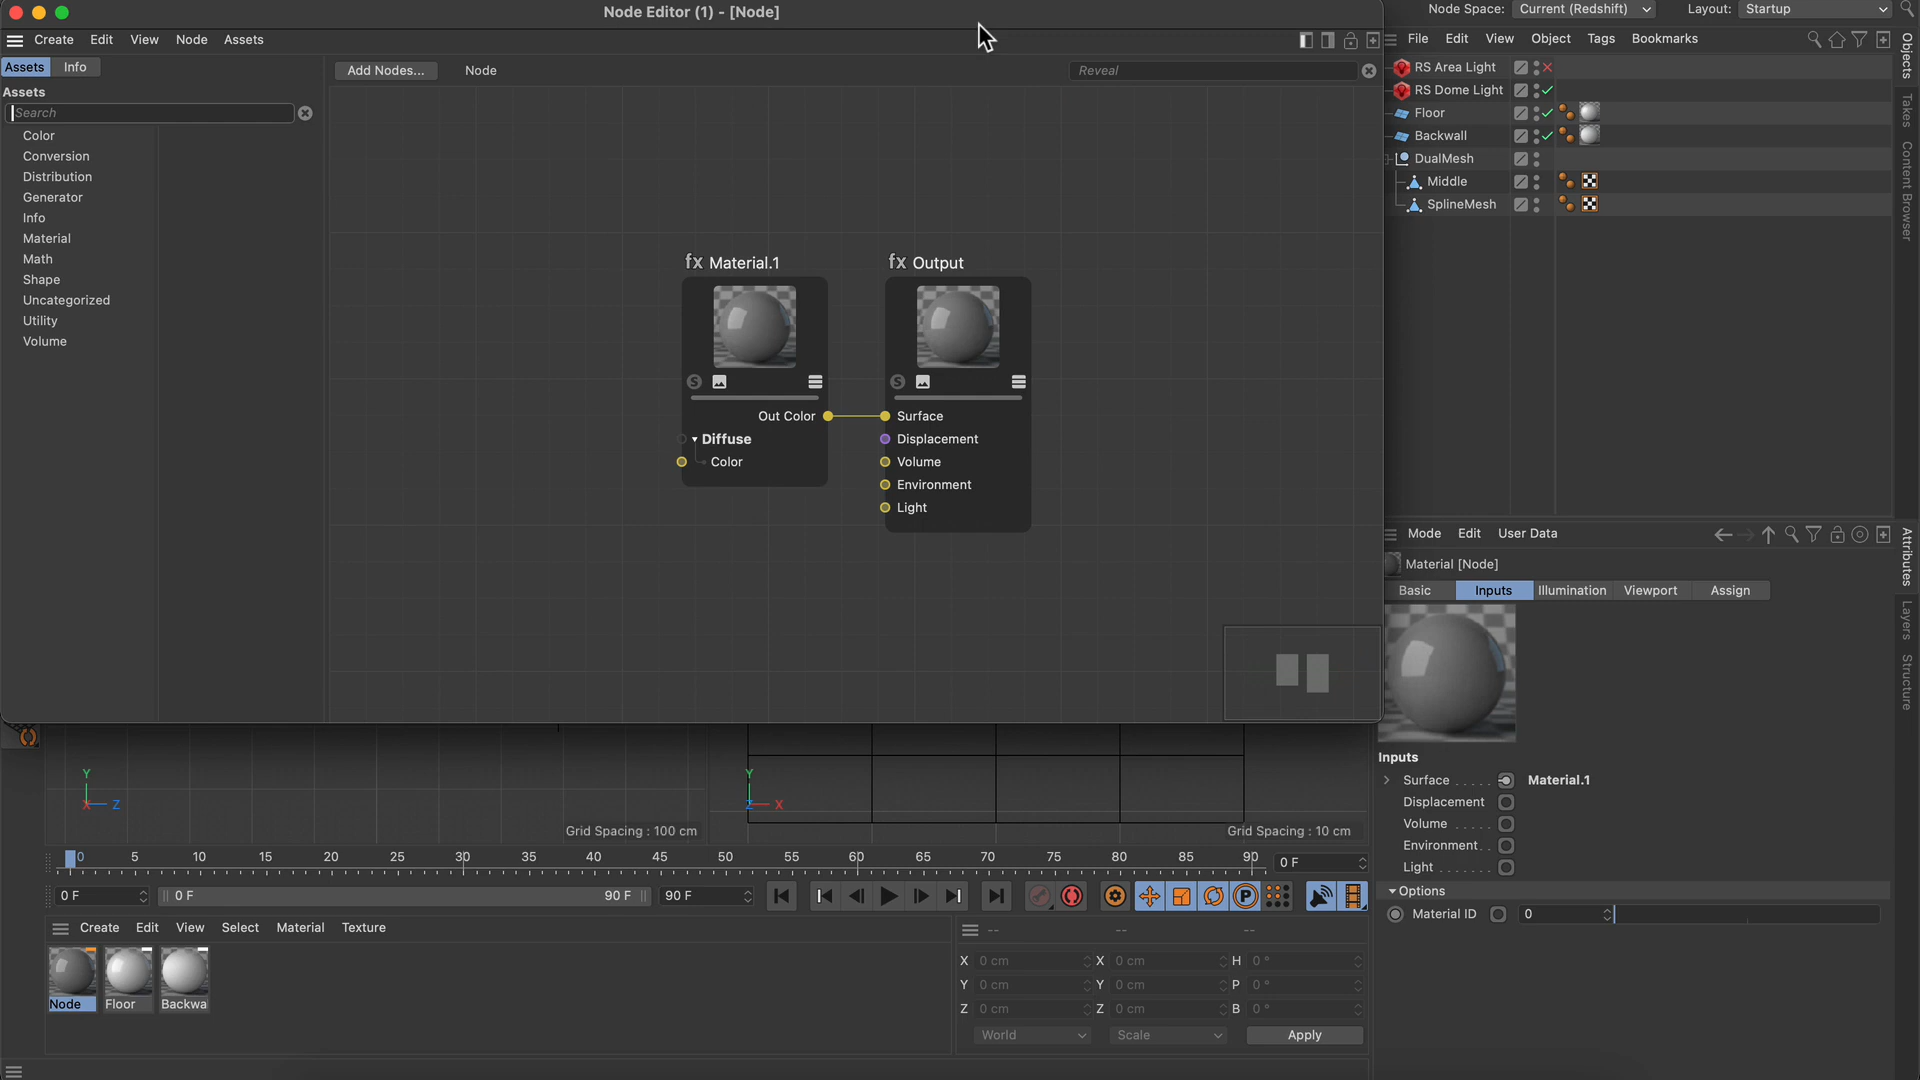 Node Editor (1) - [Node]
Node Space: Current (Redshift) Layout: Startup
Create Edit View Node Assets
File Edit View Object Tags Bookmarks
Assets Info
Add Nodes... Node Reveal
Assets
Search
Color
Conversion
Distribution
Generator
Info
Material
Math
Shape
Uncategorized
Utility
Volume
fx Material.1
S
Out Color
Diffuse
Color
fx Output
S
Surface
Displacement
Volume
Environment
Light
RS Area Light
RS Dome Light
Floor
Backwall
DualMesh
Middle
SplineMesh
Objects
Takes
Content Browser
Mode Edit User Data
Material [Node]
Basic Inputs Illumination Viewport Assign
Inputs
Surface . . . . . Material.1
Displacement
Volume . . . . .
Environment . .
Light . . . . . . .
Options
Material ID 0
Attributes
Layers
Structure
Y
X Z
Grid Spacing : 100 cm
Y
Z X
Grid Spacing : 10 cm
0 5 10 15 20 25 30 35 40 45 50 55 60 65 70 75 80 85 90 0 F
0 F 0 F 90 F 90 F
P
Create Edit View Select Material Texture
Node Floor Backwa
-- -- --
X 0 cm X 0 cm H 0 °
Y 0 cm Y 0 cm P 0 °
Z 0 cm Z 0 cm B 0 °
World Scale Apply